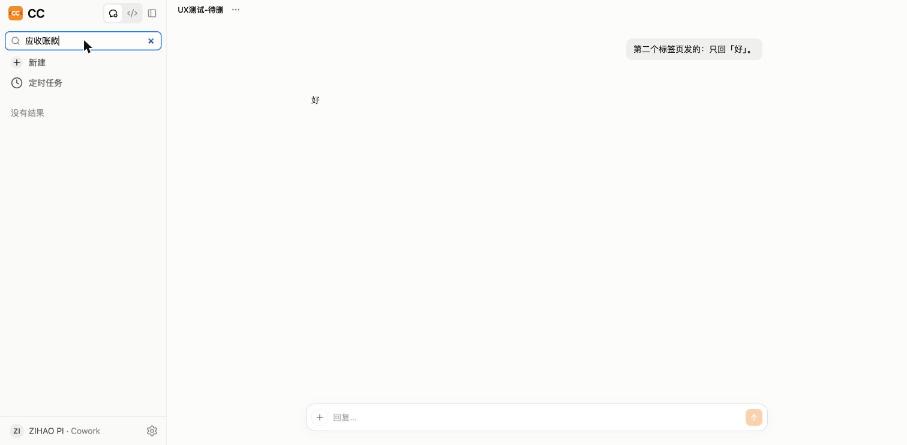 CC CC
UX测试-待删 ···
应收账款
新建
定时任务
没有结果
第二个标签页发的：只回「好」。
好
回复...
ZI ZIHAO PI · Cowork